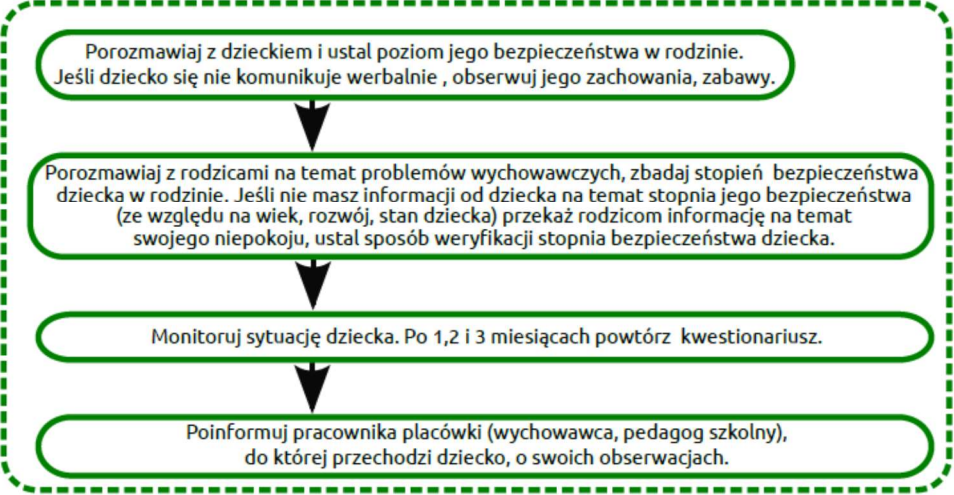 Porozmawiaj z dzieckiem i ustal poziom jego bezpieczeństwa w rodzinie.
Jeśli dziecko się nie komunikuje werbalnie , obserwuj jego zachowania, zabawy.
Porozmawiaj z rodzicami na temat problemów wychowawczych, zbadaj stopień bezpieczeństwa
dziecka w rodzinie. Jeśli nie masz informacji od dziecka na temat stopnia jego bezpieczeństwa
(ze względu na wiek, rozwój, stan dziecka) przekaż rodzicom informację na temat
swojego niepokoju, ustal sposób weryfikacji stopnia bezpieczeństwa dziecka.
Monitoruj sytuację dziecka. Po 1,2 i 3 miesiącach powtórz kwestionariusz.
Poinformuj pracownika placówki (wychowawca, pedagog szkolny),
do której przechodzi dziecko, o swoich obserwacjach.